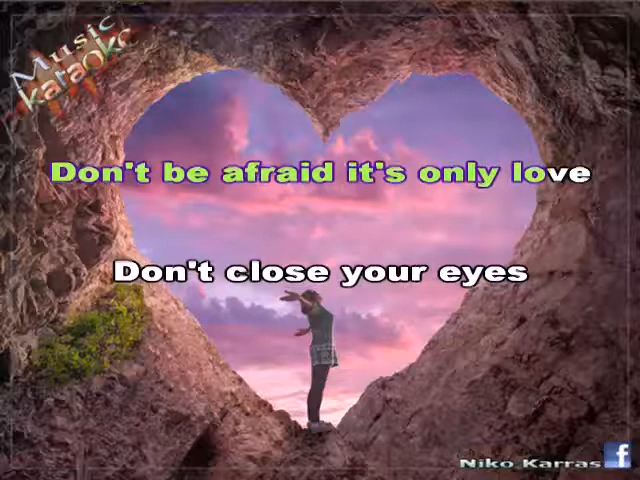 Music
karaoke
Don't be afraid it's only love
Don't close your eyes
Niko Karras f